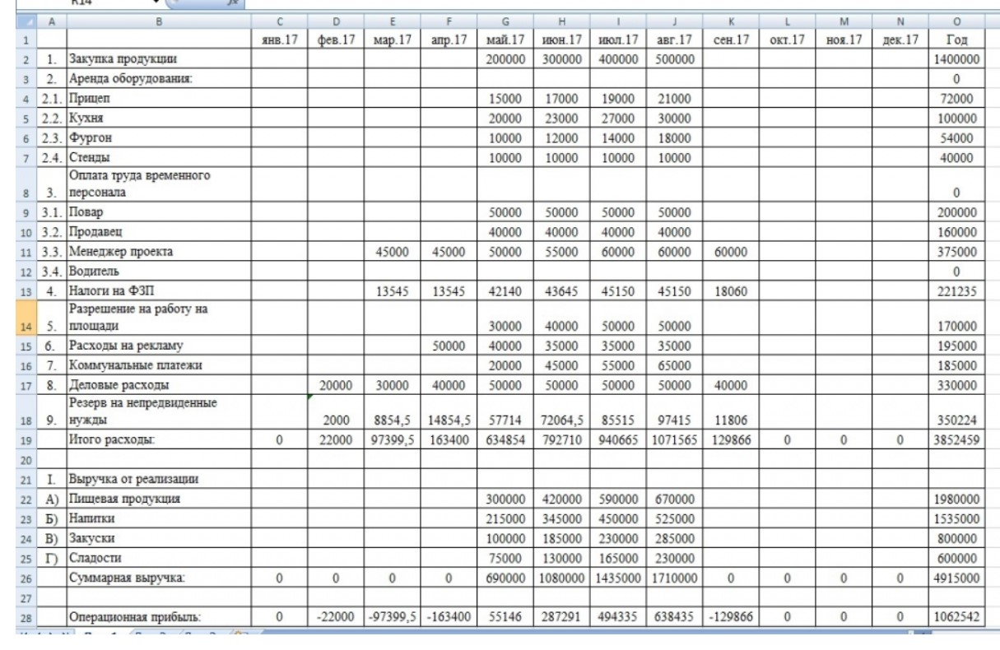 R14
A B C D E F G H I J K L M N O
1 янв.17 фев.17 мар.17 апр.17 май.17 июн.17 июл.17 авг.17 сен.17 окт.17 ноя.17 дек.17 Год
2 1. Закупка продукции 200000 300000 400000 500000 1400000
3 2. Аренда оборудования: 0
4 2.1. Прицеп 15000 17000 19000 21000 72000
5 2.2. Кухня 20000 23000 27000 30000 100000
6 2.3. Фургон 10000 12000 14000 18000 54000
7 2.4. Стенды 10000 10000 10000 10000 40000
Оплата труда временного
8 3. персонала 0
9 3.1. Повар 50000 50000 50000 50000 200000
10 3.2. Продавец 40000 40000 40000 40000 160000
11 3.3. Менеджер проекта 45000 45000 50000 55000 60000 60000 60000 375000
12 3.4. Водитель 0
13 4. Налоги на ФЗП 13545 13545 42140 43645 45150 45150 18060 221235
Разрешение на работу на
14 5. площади 30000 40000 50000 50000 170000
15 6. Расходы на рекламу 50000 40000 35000 35000 35000 195000
16 7. Коммунальные платежи 20000 45000 55000 65000 185000
17 8. Деловые расходы 20000 30000 40000 50000 50000 50000 50000 40000 330000
Резерв на непредвиденные
18 9. нужды 2000 8854,5 14854,5 57714 72064,5 85515 97415 11806 350224
19 Итого расходы: 0 22000 97399,5 163400 634854 792710 940665 1071565 129866 0 0 0 3852459
20
21 I. Выручка от реализации
22 А) Пищевая продукция 300000 420000 590000 670000 1980000
23 Б) Напитки 215000 345000 450000 525000 1535000
24 В) Закуски 100000 185000 230000 285000 800000
25 Г) Сладости 75000 130000 165000 230000 600000
26 Суммарная выручка: 0 0 0 0 690000 1080000 1435000 1710000 0 0 0 0 4915000
27
28 Операционная прибыль: 0 -22000 -97399,5 -163400 55146 287291 494335 638435 -129866 0 0 0 1062542